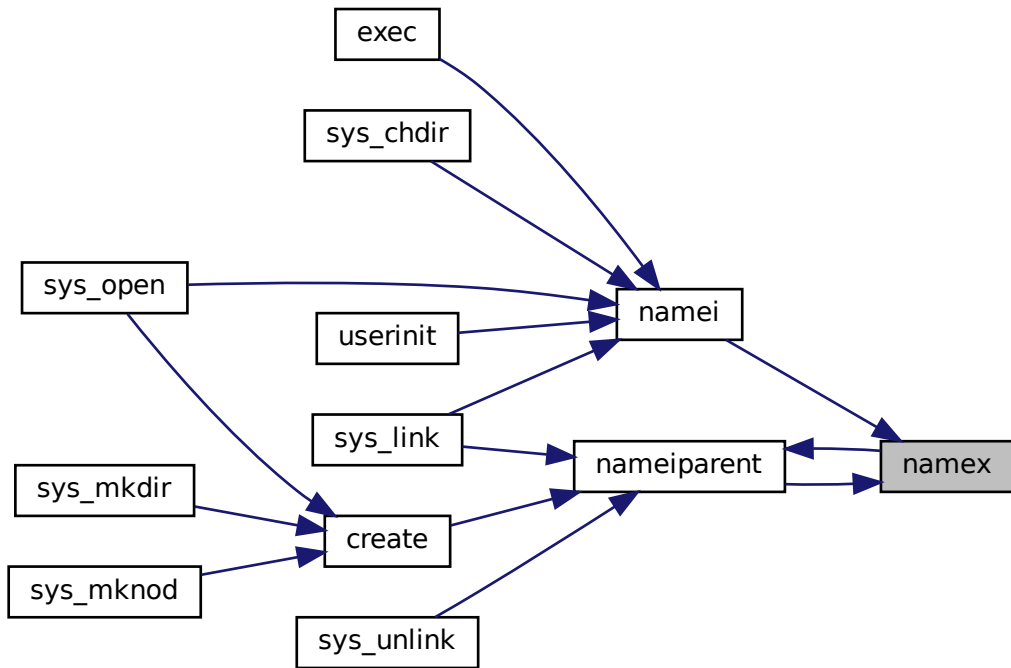 exec
sys_chdir
sys_open
namei
userinit
sys_link
nameiparent
namex
sys_mkdir
create
sys_mknod
sys_unlink